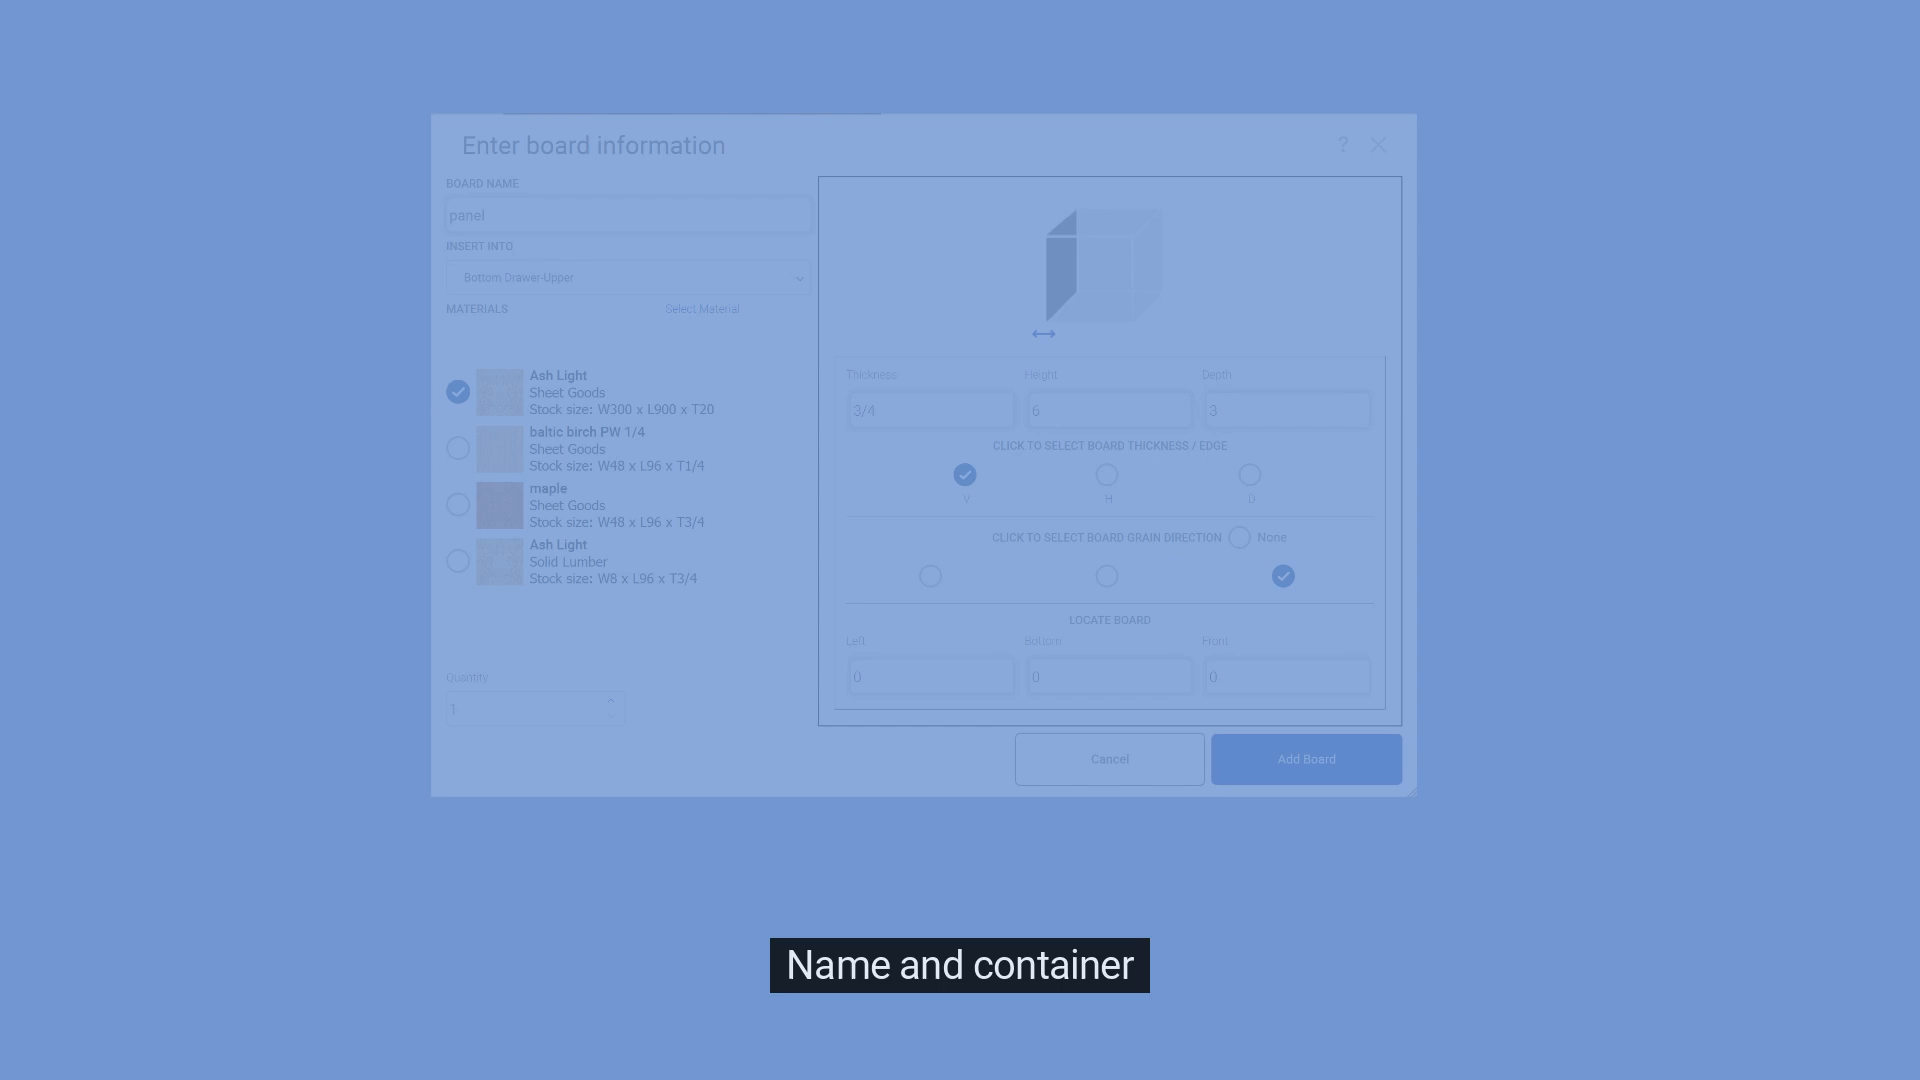 Enter board information
?
BOARD NAME
panel
INSERT INTO
Bottom Drawer-Upper
MATERIALS
Select Material
Ash Light
Sheet Goods
Stock size: W300 x L900 x T20
baltic birch PW 1/4
Sheet Goods
Stock size: W48 x L96 x T1/4
maple
Sheet Goods
Stock size: W48 x L96 x T3/4
Ash Light
Solid Lumber
Stock size: W8 x L96 x T3/4
Quantity
1
Thickness Height Depth
3/4 6 3
CLICK TO SELECT BOARD THICKNESS / EDGE
V H D
CLICK TO SELECT BOARD GRAIN DIRECTION None
LOCATE BOARD
Left Bottom Front
0 0 0
Cancel Add Board
Name and container